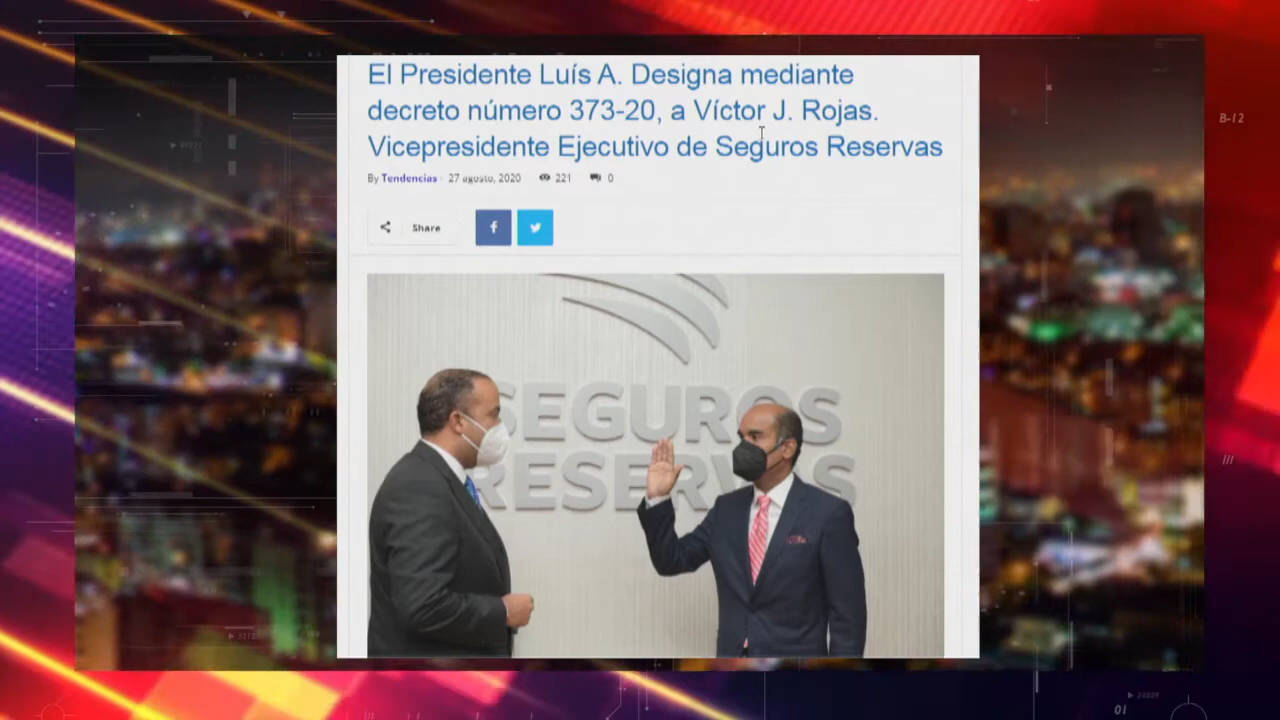 El Presidente Luís A. Designa mediante
decreto número 373-20, a Víctor J. Rojas.
Vicepresidente Ejecutivo de Seguros Reservas
By Tendencias - 27 agosto, 2020 221 0
Share
f
SEGUROS
RESERVAS
B-12
///
01